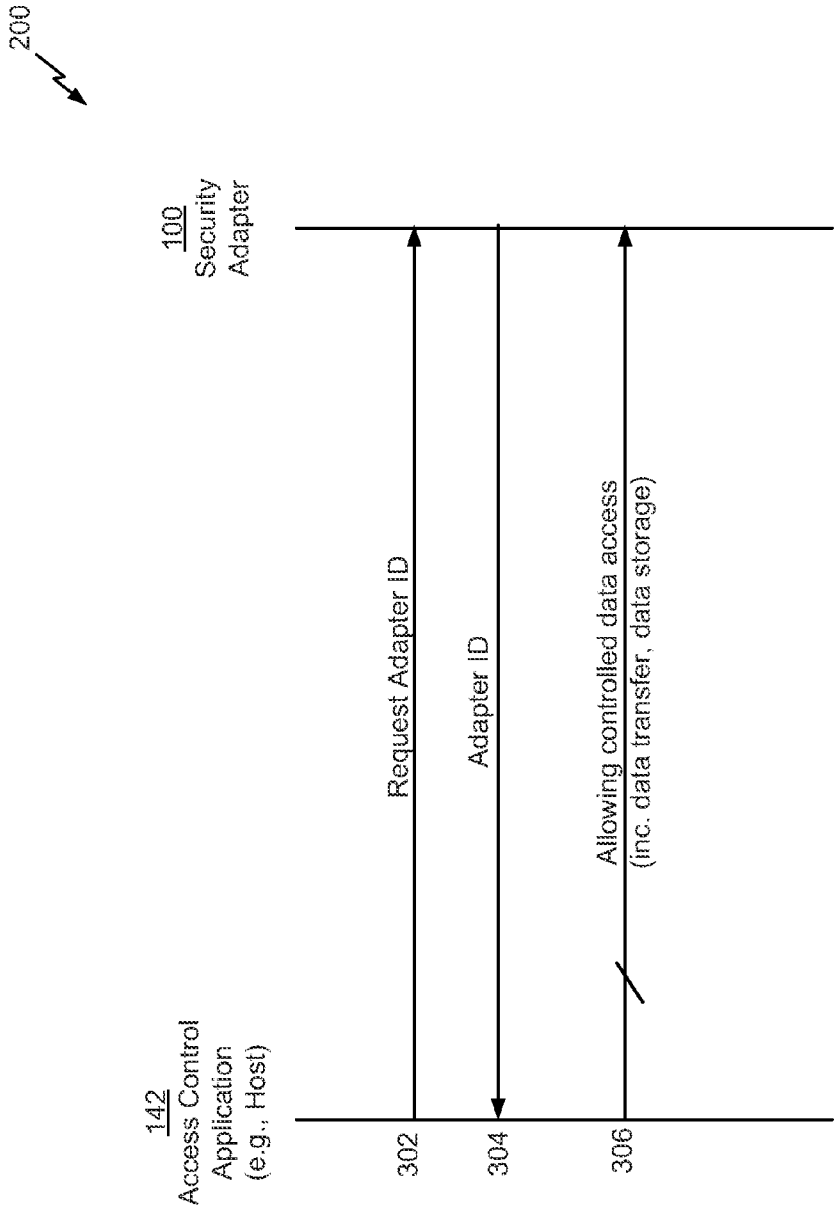 200
142
Access Control
Application
(e.g., Host)
100
Security
Adapter
302
Request Adapter ID
304
Adapter ID
306
Allowing controlled data access
(inc. data transfer, data storage)